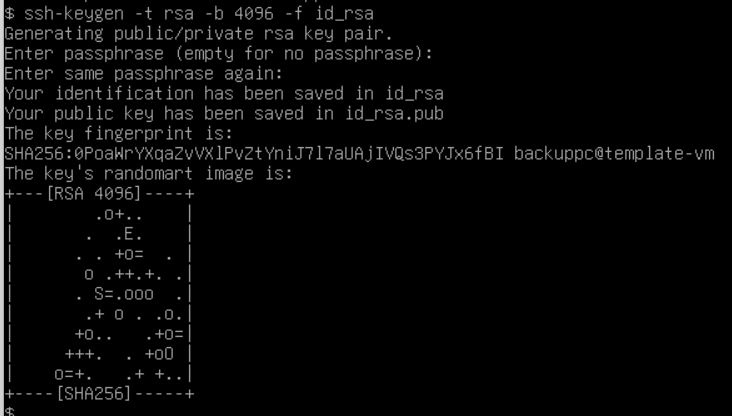 $ ssh-keygen -t rsa -b 4096 -f id_rsa
Generating public/private rsa key pair.
Enter passphrase (empty for no passphrase):
Enter same passphrase again:
Your identification has been saved in id_rsa
Your public key has been saved in id_rsa.pub
The key fingerprint is:
SHA256:0PoaWrYXqaZvVXlPvZtYniJ7l7aUAjIVQs3PYJx6fBI backuppc@template-vm
The key's randomart image is:
+---[RSA 4096]----+
|         .o+..    |
|        .  .E.    |
|       . . +o=  . |
|        o .++.+. .|
|       . S=.ooo  .|
|        .+ o . .o.|
|       +o..   .+o=|
|      +++.  . +oO |
|     o=+.   .+ +..|
+----[SHA256]-----+
$